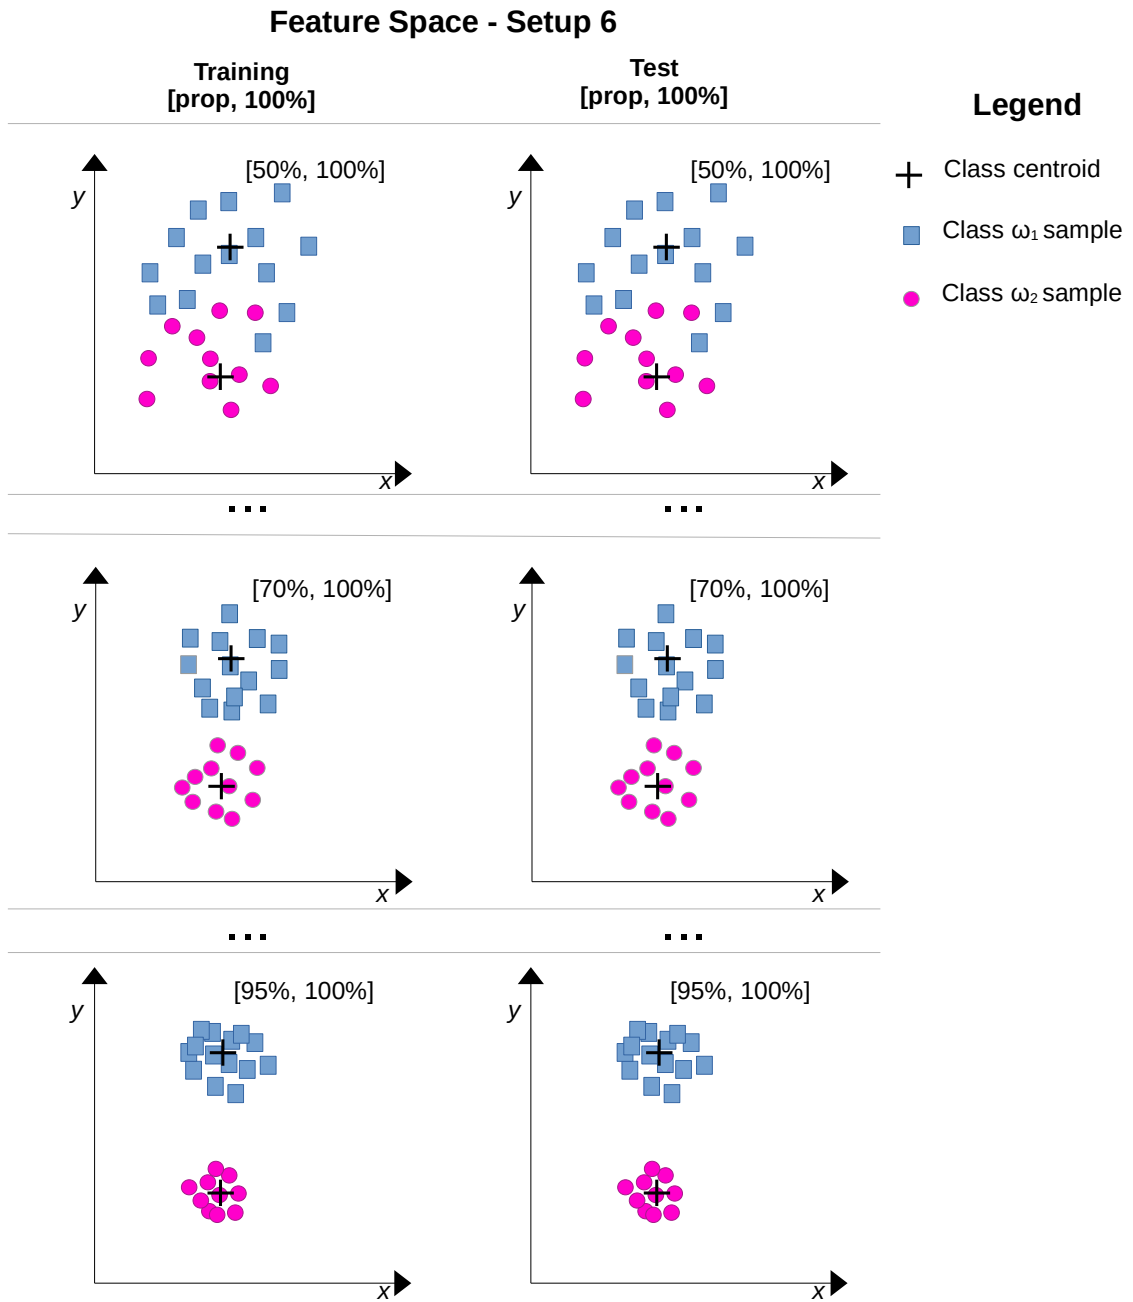 Feature Space - Setup 6
Training
[prop, 100%]
Test
[prop, 100%]
Legend
Class centroid
Class ω₁ sample
Class ω₂ sample
[50%, 100%]
y
x
[50%, 100%]
y
x
...
...
[70%, 100%]
y
x
[70%, 100%]
y
x
...
...
[95%, 100%]
y
x
[95%, 100%]
y
x